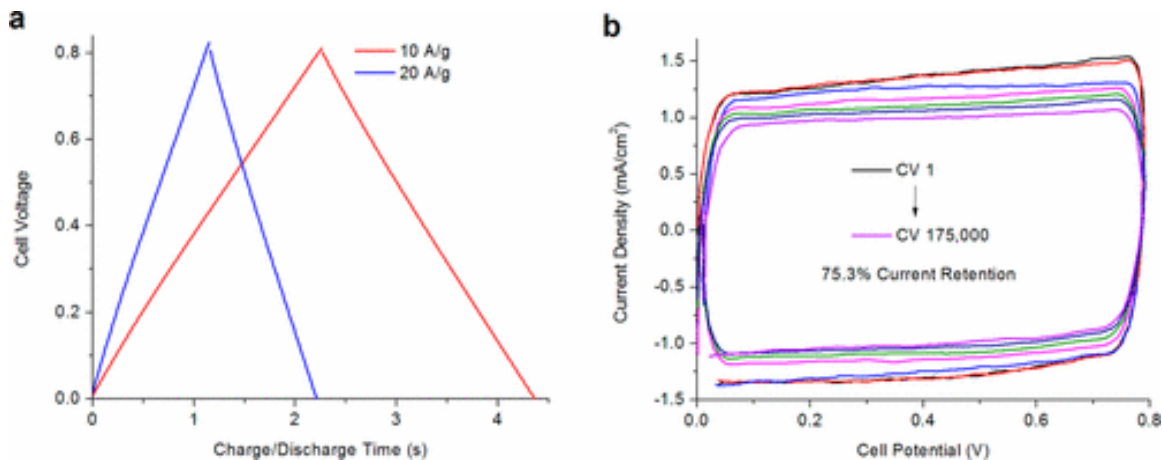 a
10 A/g
20 A/g
0.8
0.6
0.4
0.2
0.0
Cell Voltage
0
1
2
3
4
Charge/Discharge Time (s)
b
1.5
1.0
0.5
0.0
-0.5
-1.0
-1.5
Current Density (mA/cm²)
CV 1
CV 175,000
75.3% Current Retention
0.0
0.2
0.4
0.6
0.8
Cell Potential (V)